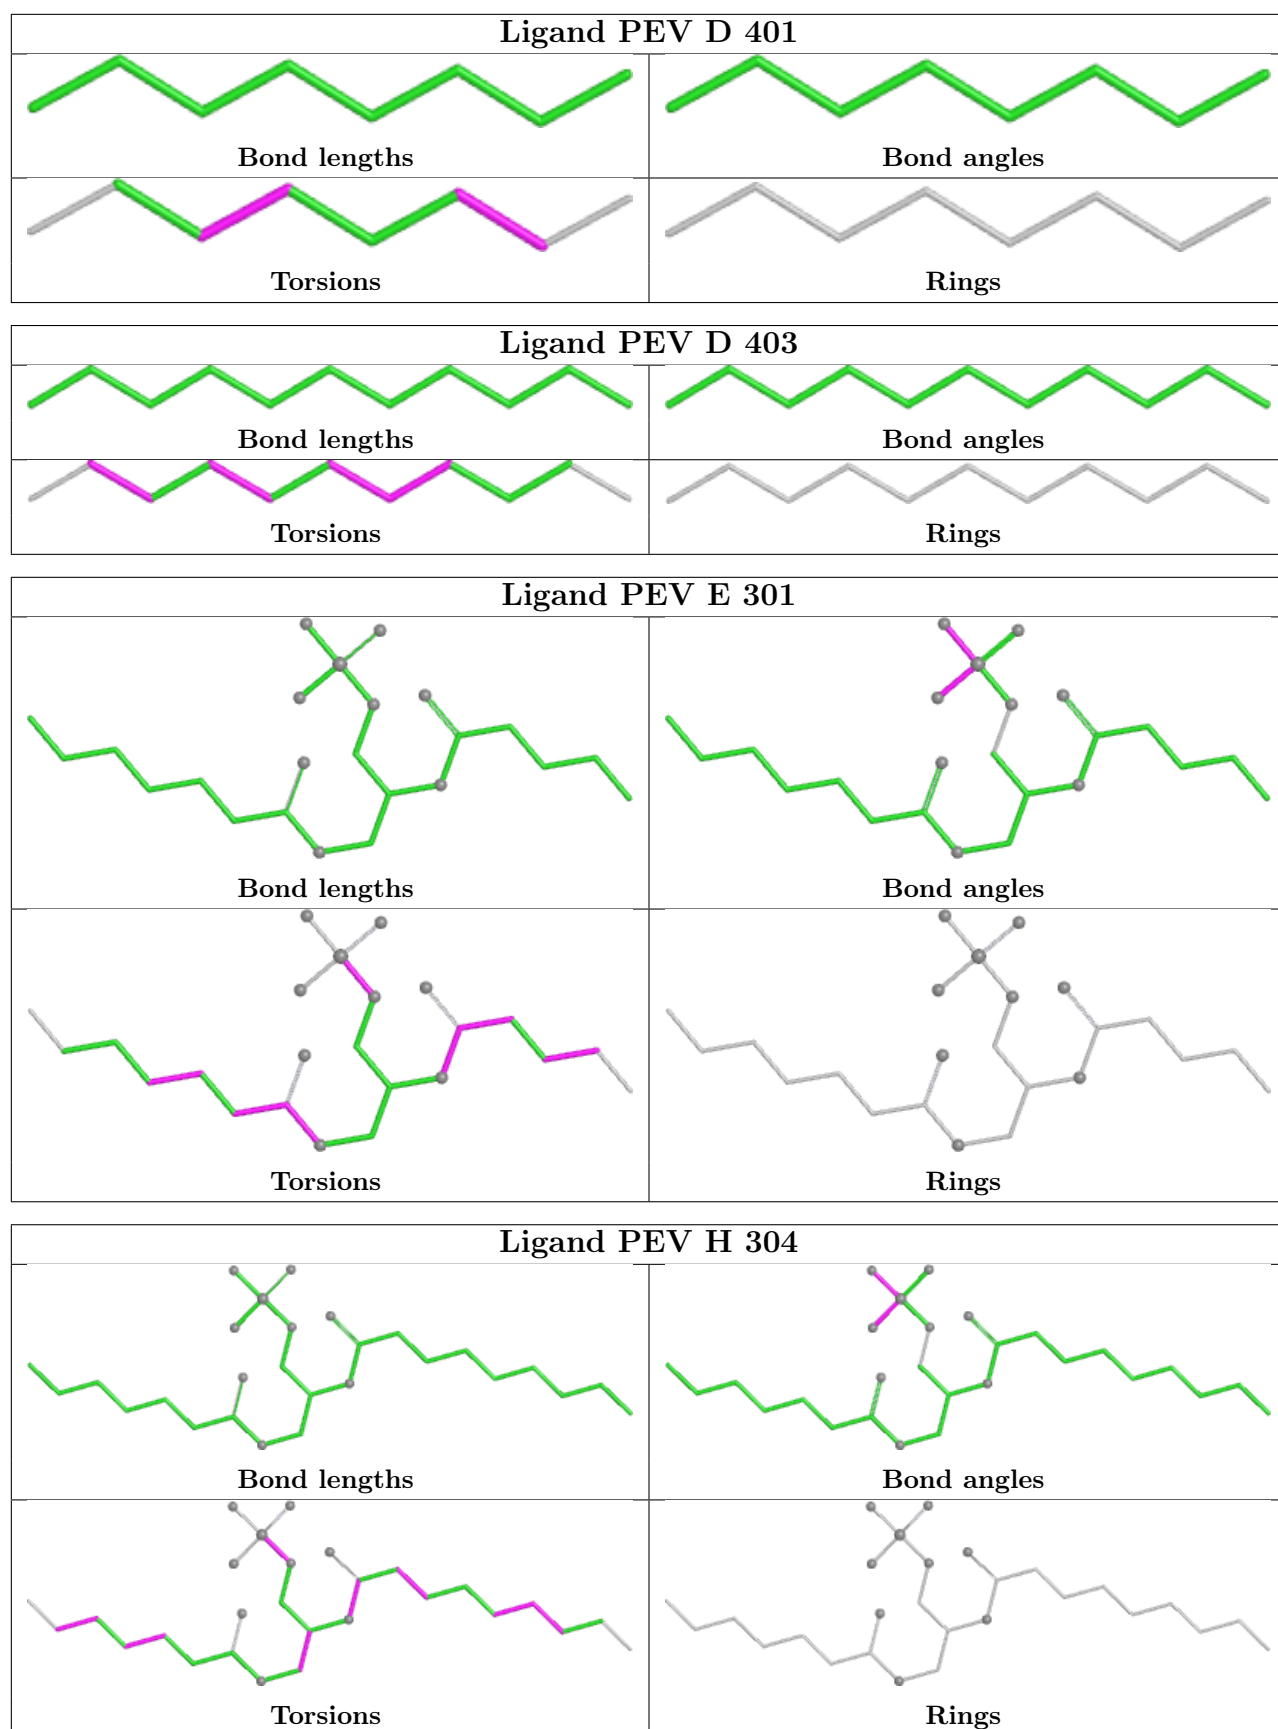 Ligand PEV D 401
Bond lengths Bond angles
Torsions Rings
Ligand PEV D 403
Bond lengths Bond angles
Torsions Rings
Ligand PEV E 301
Bond lengths Bond angles
Torsions Rings
Ligand PEV H 304
Bond lengths Bond angles
Torsions Rings